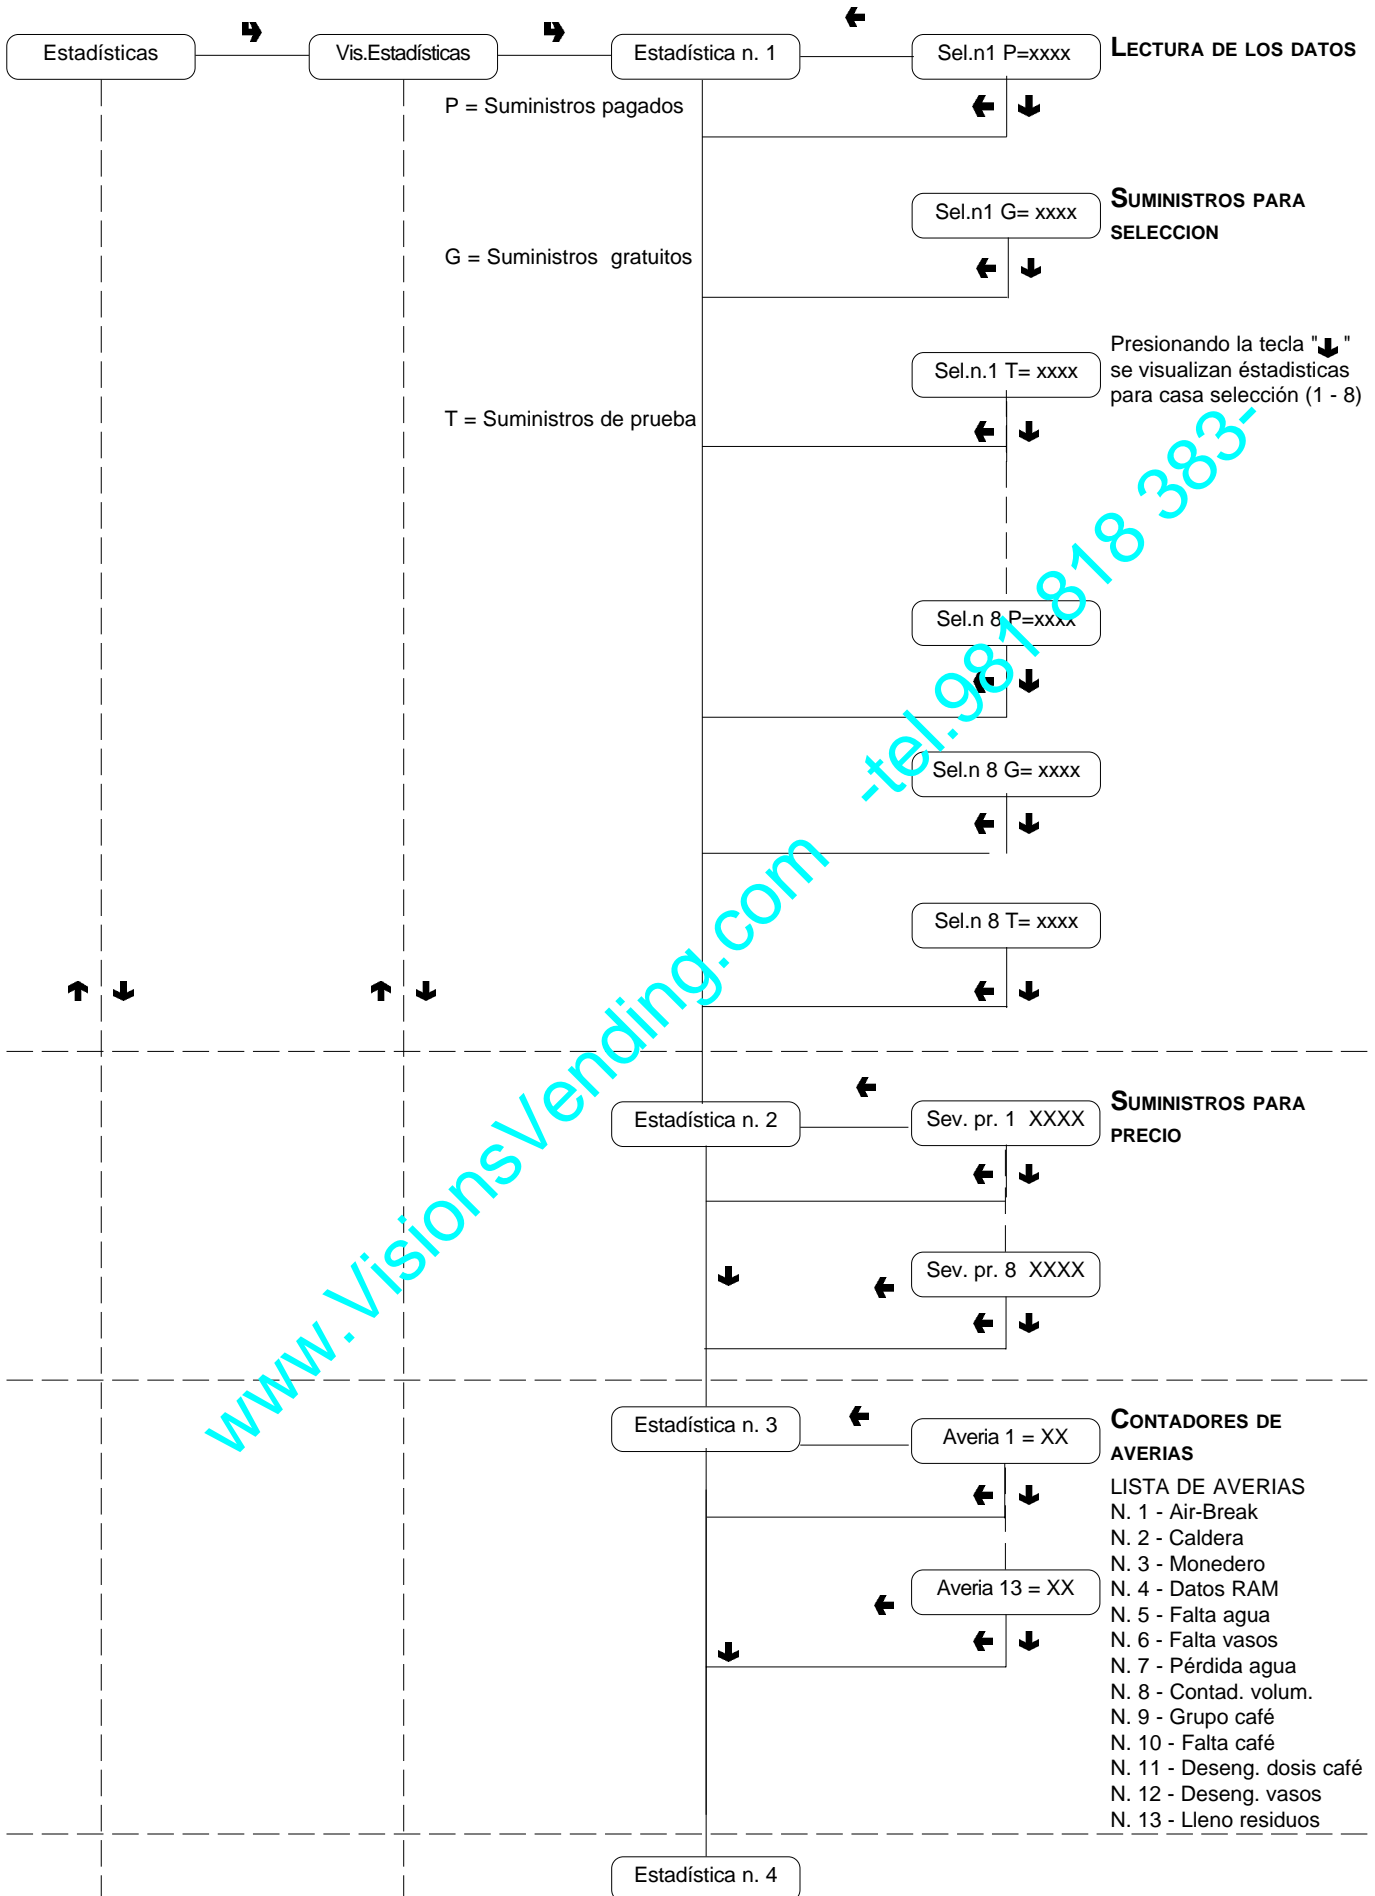 Estadísticas
Vis.Estadísticas
Estadística n. 1
Sel.n1 P=xxxx
LECTURA DE LOS DATOS
P = Suministros pagados
Sel.n1 G= xxxx
SUMINISTROS PARA
SELECCION
G = Suministros gratuitos
Sel.n.1 T= xxxx
Presionando la tecla "🡫 "
se visualizan éstadisticas
para casa selección (1 - 8)
T = Suministros de prueba
Sel.n 8 P=xxxx
Sel.n 8 G= xxxx
Sel.n 8 T= xxxx
Estadística n. 2
Sev. pr. 1 XXXX
SUMINISTROS PARA
PRECIO
Sev. pr. 8 XXXX
Estadística n. 3
Averia 1 = XX
CONTADORES DE
AVERIAS
LISTA DE AVERIAS
N. 1 - Air-Break
N. 2 - Caldera
N. 3 - Monedero
Averia 13 = XX
N. 4 - Datos RAM
N. 5 - Falta agua
N. 6 - Falta vasos
N. 7 - Pérdida agua
N. 8 - Contad. volum.
N. 9 - Grupo café
N. 10 - Falta café
N. 11 - Deseng. dosis café
N. 12 - Deseng. vasos
N. 13 - Lleno residuos
Estadística n. 4
www.VisionsVending.com -tel.981 818 383-